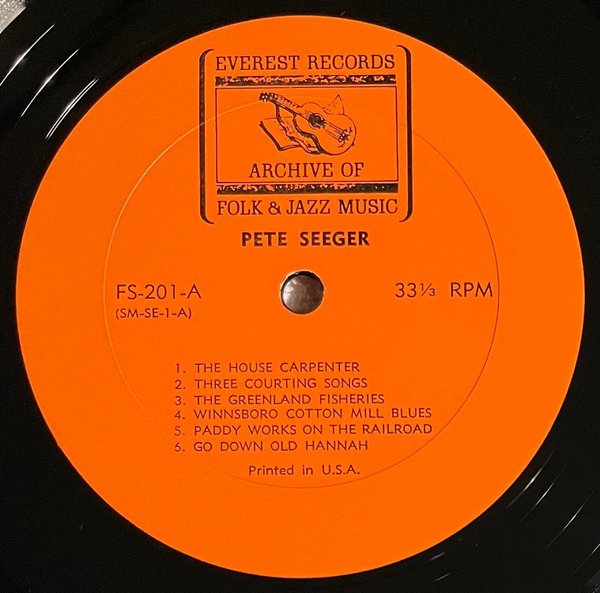 EVEREST RECORDS
ARCHIVE OF
FOLK & JAZZ MUSIC
PETE SEEGER
FS-201-A 33⅓ RPM
(SM-SE-1-A)
1. THE HOUSE CARPENTER
2. THREE COURTING SONGS
3. THE GREENLAND FISHERIES
4. WINNSBORO COTTON MILL BLUES
5. PADDY WORKS ON THE RAILROAD
6. GO DOWN OLD HANNAH
Printed in U.S.A.